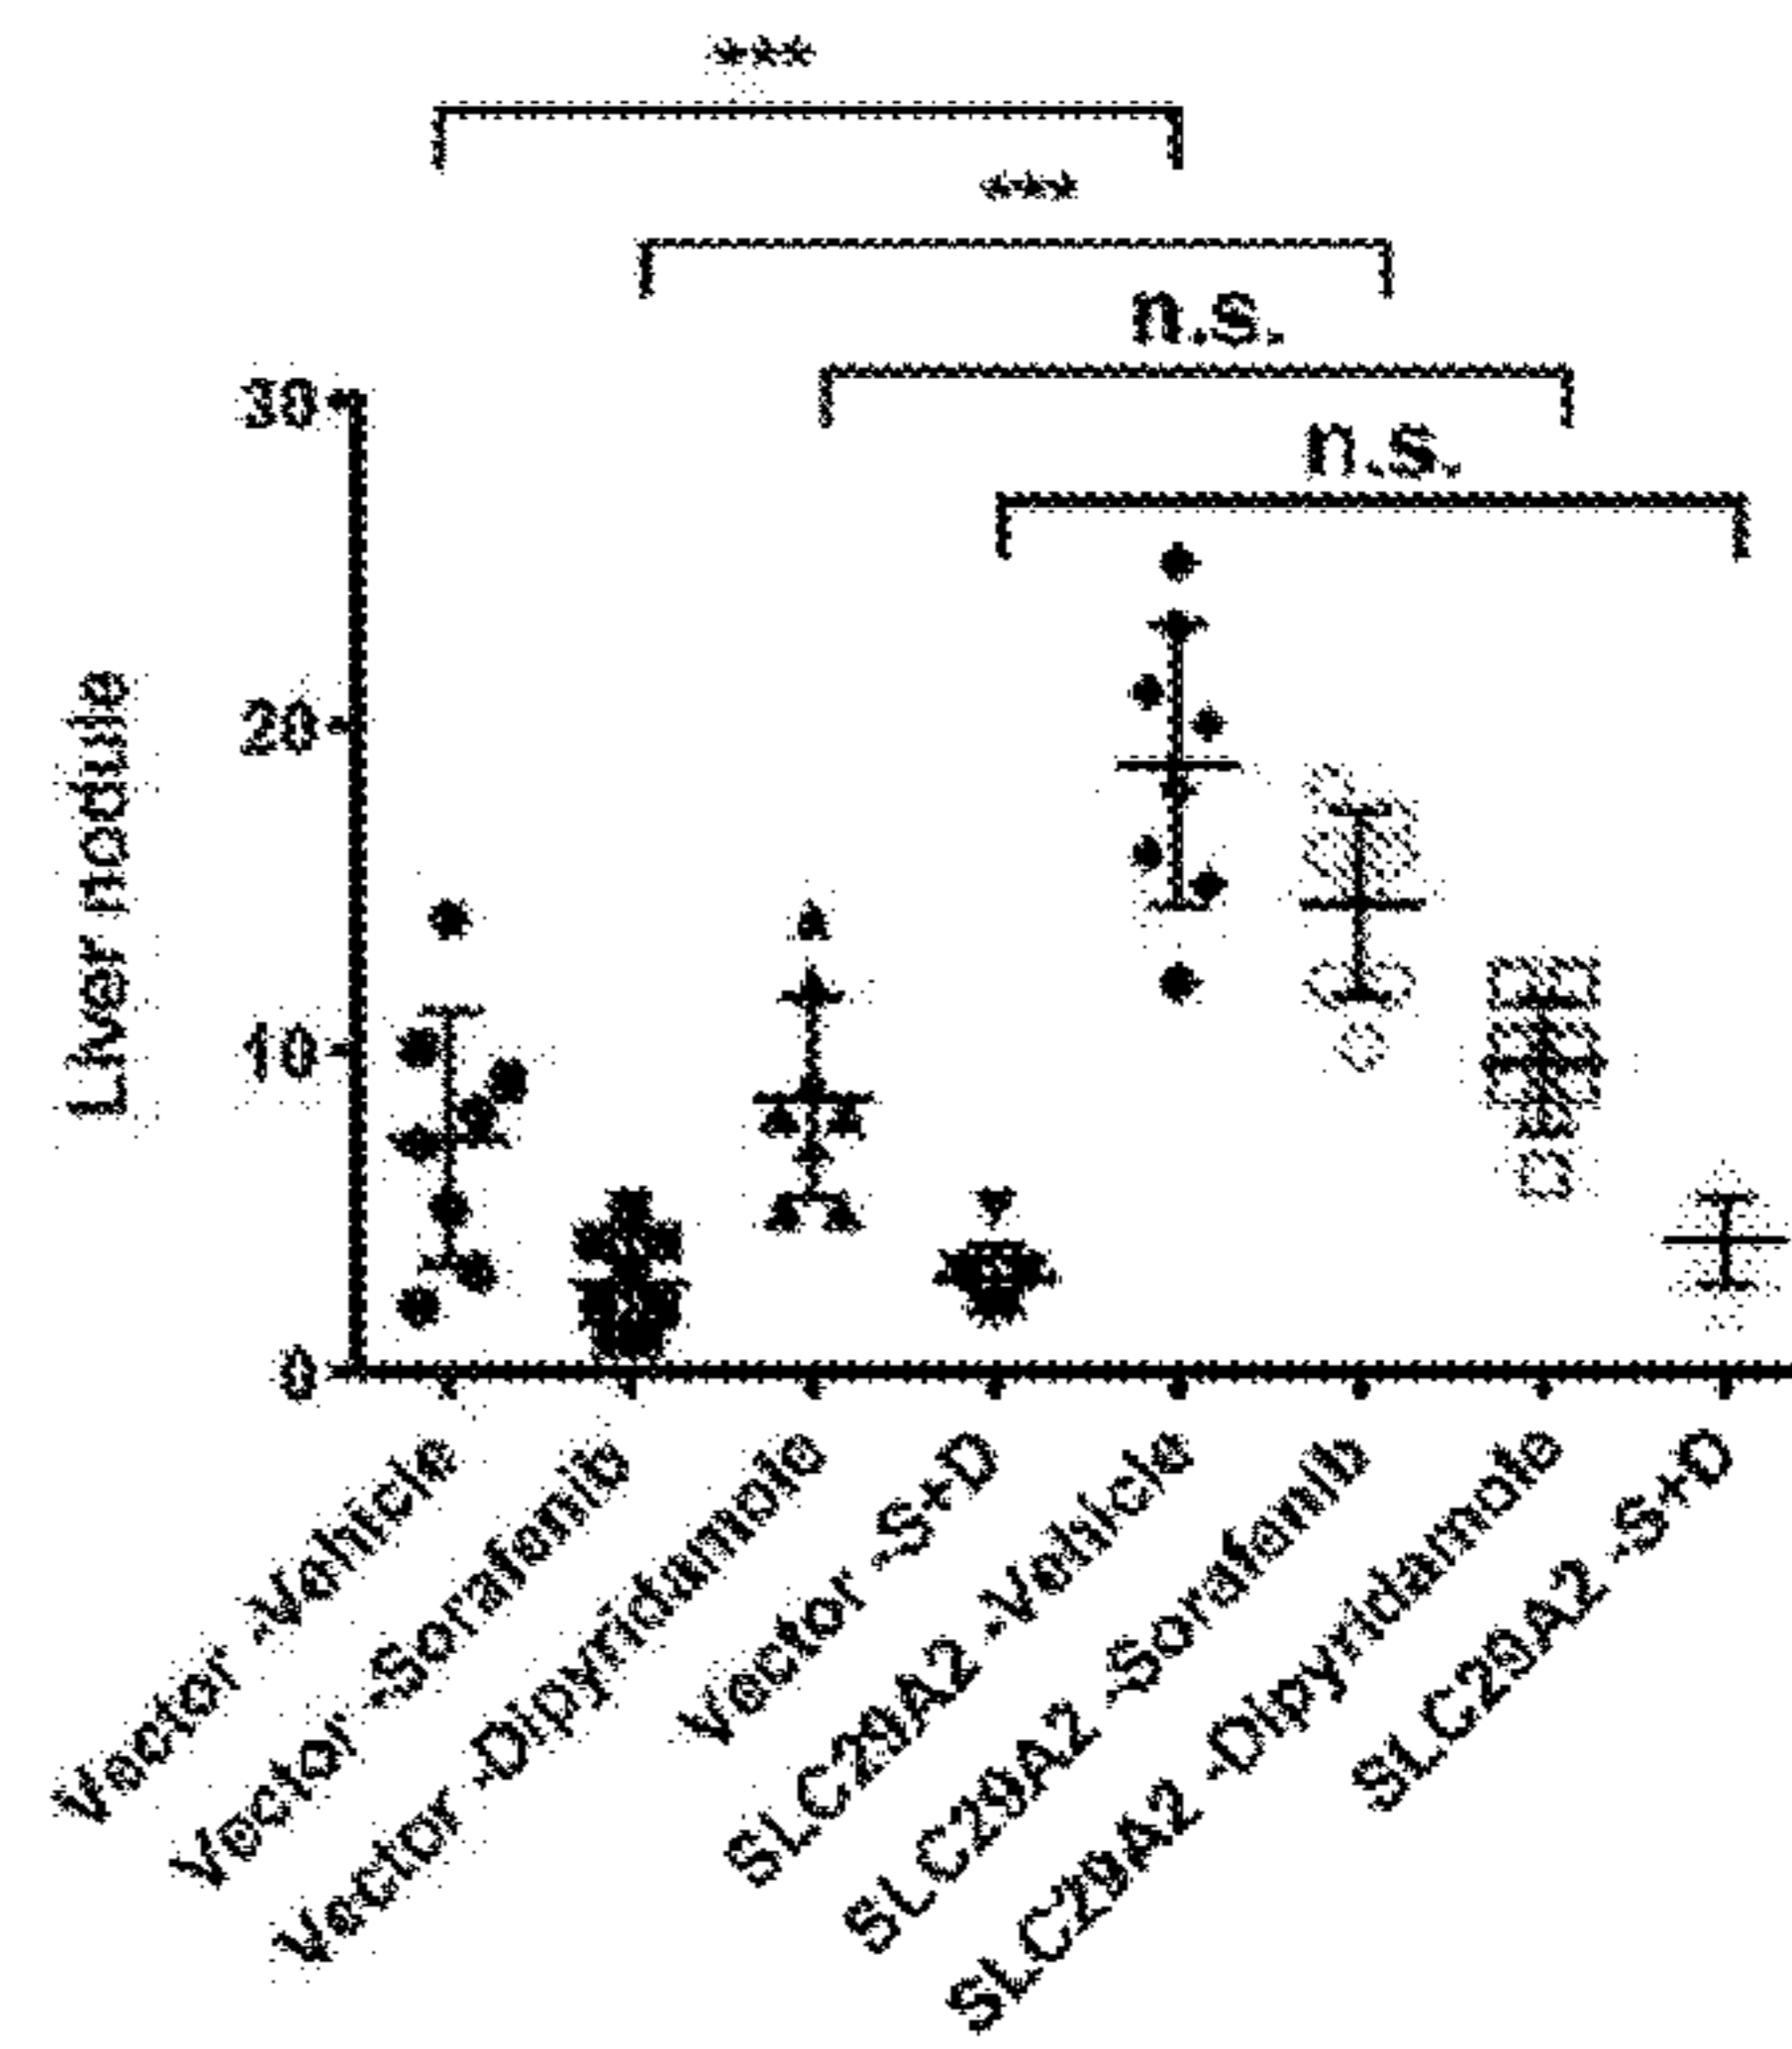 ***
***
n.s.
n.s.
30
20
10
0
Liver nodule
Vector -Vehicle
Vector -Sorafenib
Vector -Dipyridamole
Vector -S+D
SLC29A2 -Vehicle
SLC29A2 -Sorafenib
SLC29A2 -Dipyridamole
SLC29A2 -S+D